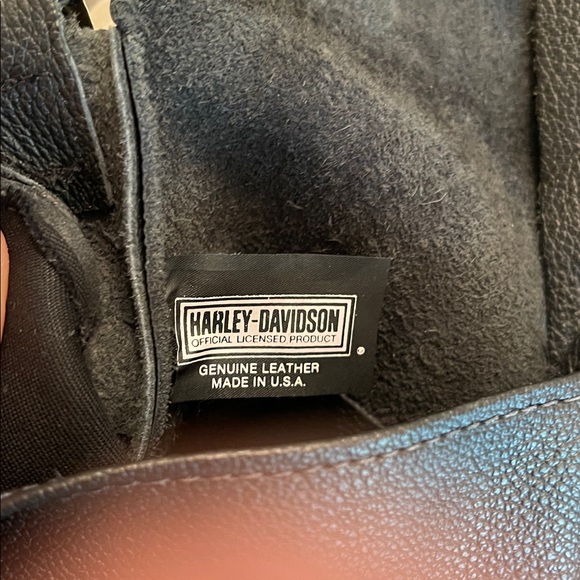 HARLEY-DAVIDSON
OFFICIAL LICENSED PRODUCT
GENUINE LEATHER
MADE IN U.S.A.